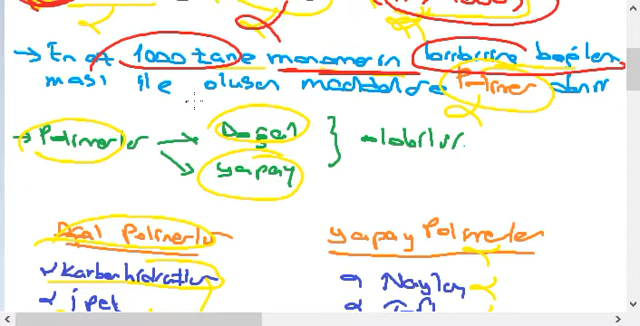 → En az 1000 tane monomerin birbirine bağlan
ması ile oluşan maddelere Polimer denir
→ Polimerler → Doğal
→ yapay } olabilir.
Doğal Polimerler
✓ Karbonhidratlar
✓ ipek
yapay Polimerler
Naylon